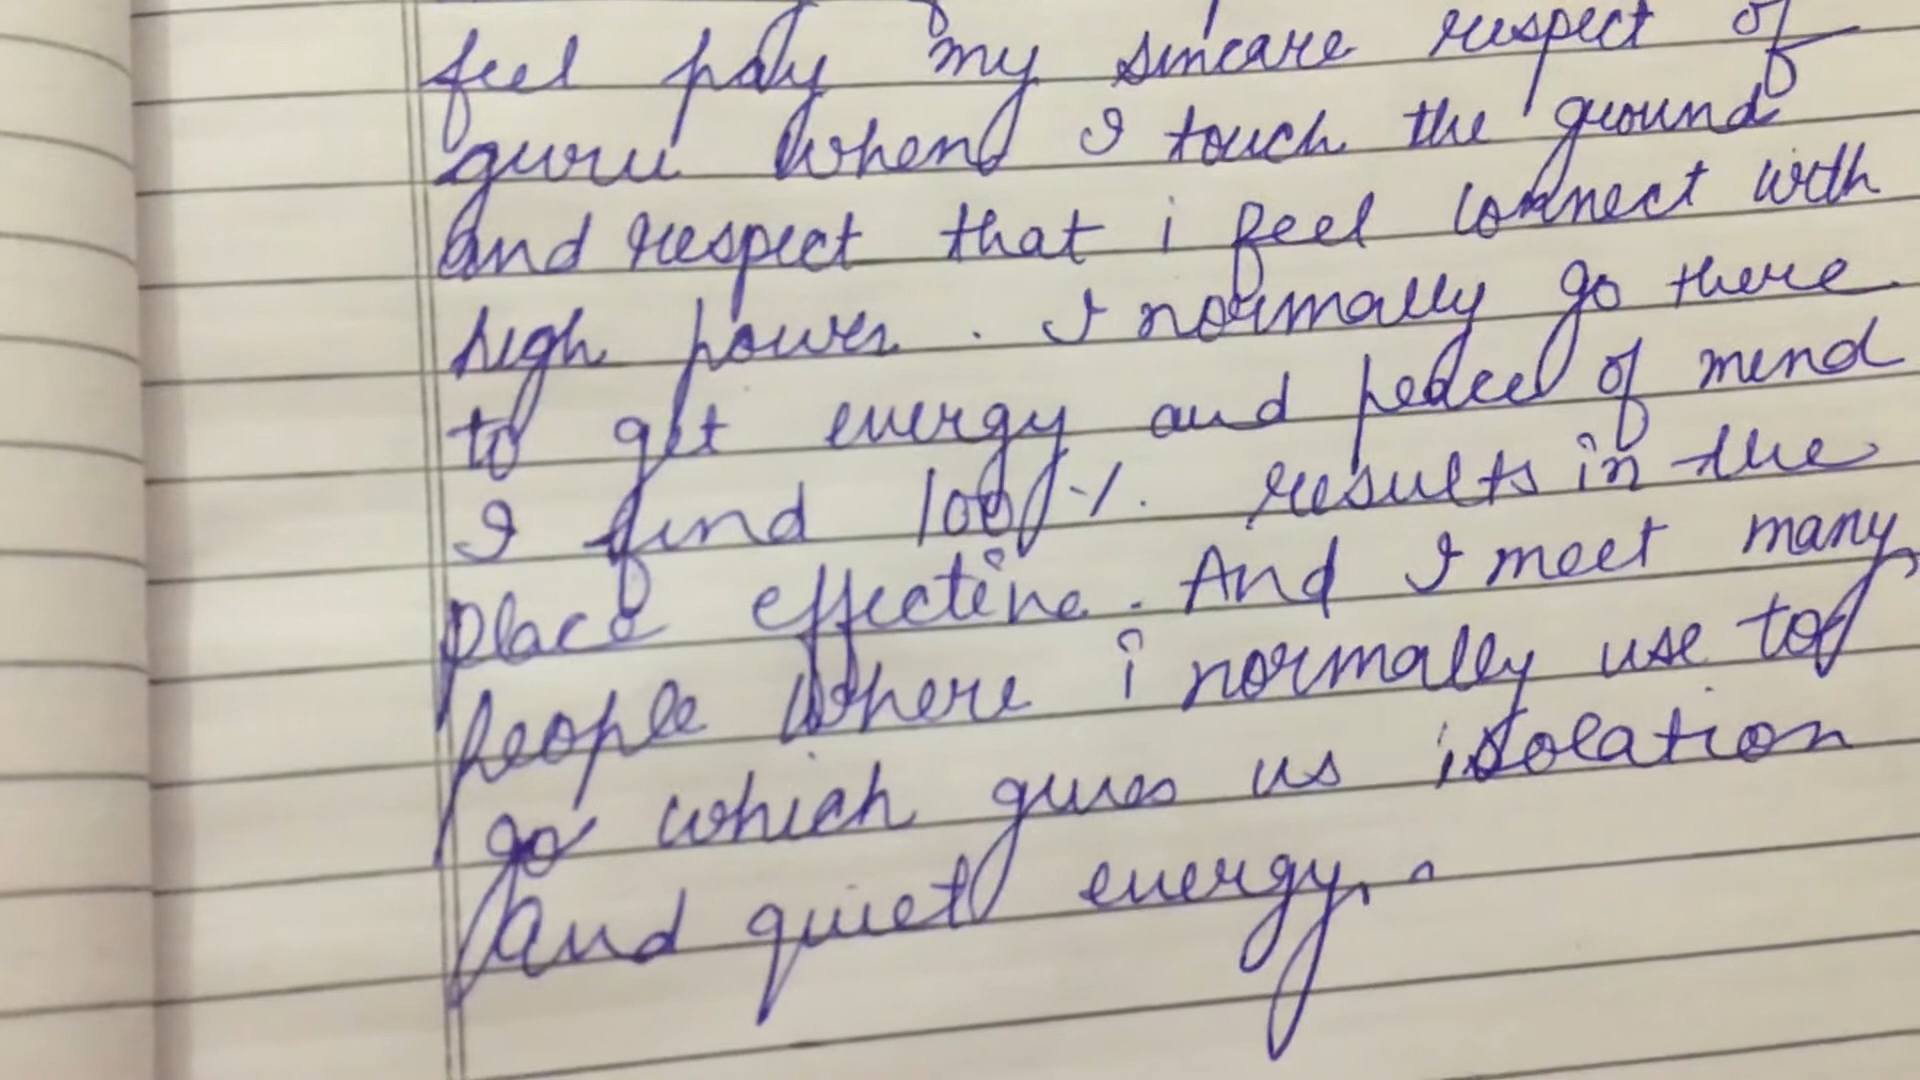 feel pay my sincare respect of
guru when I touch the ground
and respect that i feel connect with
high power. I normally go there
to get energy and peace of mind
I find 100%. results in the
place effective. And I meet many
people where i normally use to
go which gives us isolation
and quiet energy.